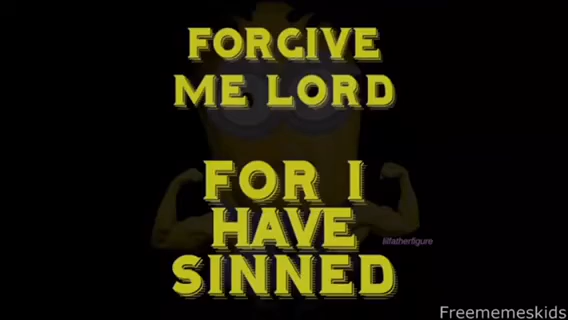 FORGIVE
ME LORD
FOR I
HAVE
SINNED
lilfatherfigure
Freememeskids